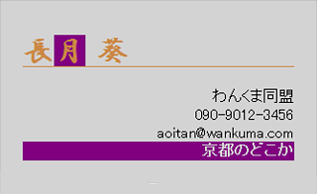 長月 葵
わんくま同盟
090-9012-3456
aoitan@wankuma.com
京都のどこか